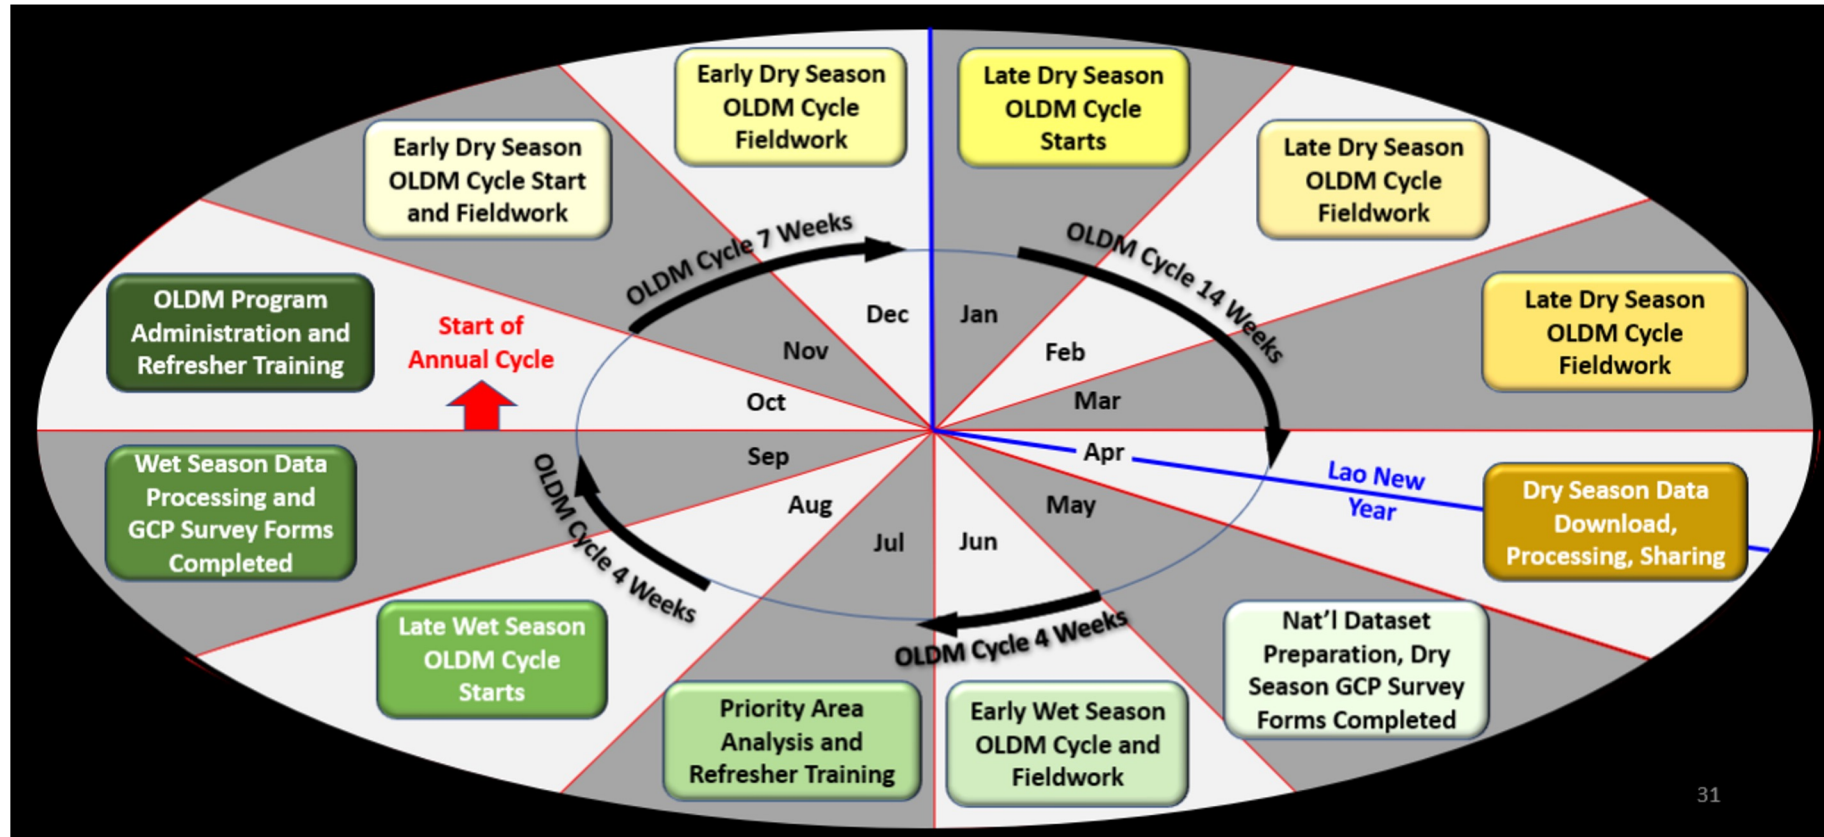 Early Dry Season
OLDM Cycle
Fieldwork
Late Dry Season
OLDM Cycle
Starts
Early Dry Season
OLDM Cycle Start
and Fieldwork
Late Dry Season
OLDM Cycle
Fieldwork
OLDM Cycle 7 Weeks
OLDM Cycle 14 Weeks
OLDM Program
Administration and
Refresher Training
Start of
Annual Cycle
Late Dry Season
OLDM Cycle
Fieldwork
Dec
Jan
Nov
Feb
Oct
Mar
Sep
Apr
Aug
May
Jul
Jun
Lao New
Year
Wet Season Data
Processing and
GCP Survey Forms
Completed
Dry Season Data
Download,
Processing, Sharing
OLDM Cycle 4 Weeks
OLDM Cycle 4 Weeks
Late Wet Season
OLDM Cycle
Starts
Nat'l Dataset
Preparation, Dry
Season GCP Survey
Forms Completed
Priority Area
Analysis and
Refresher Training
Early Wet Season
OLDM Cycle and
Fieldwork
31